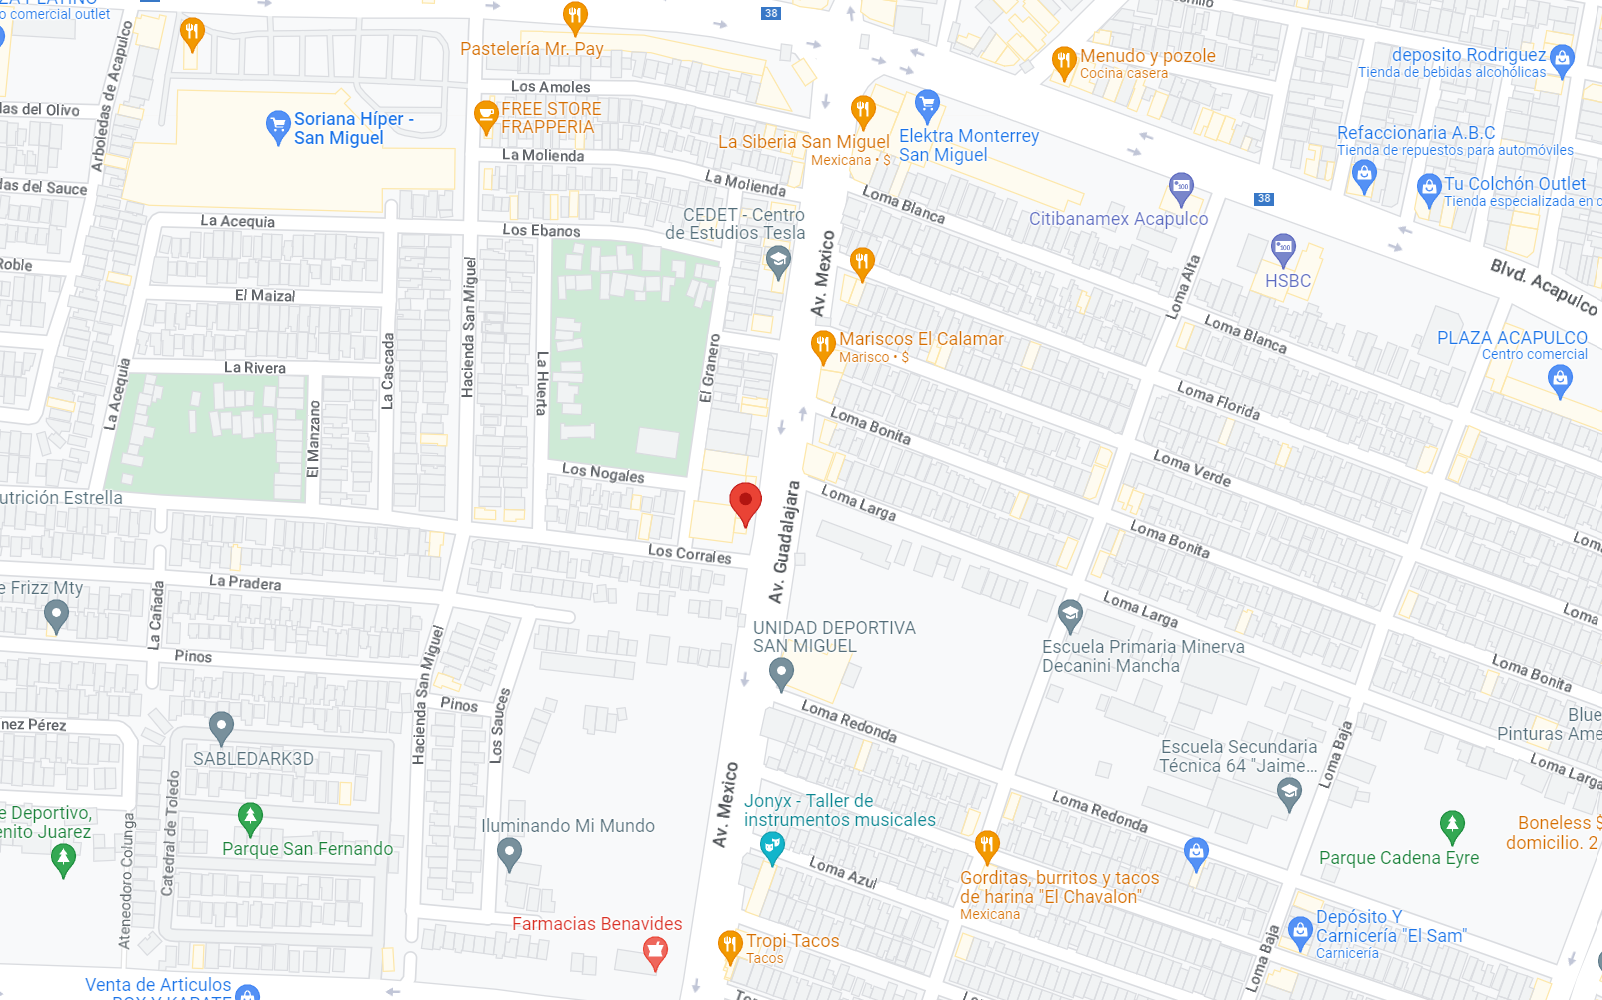 o comercial outlet
Arboledas de Acapulco
Pastelería Mr. Pay
38
Menudo y pozole
Cocina casera
deposito Rodriguez
Tienda de bebidas alcohólicas
Los Amoles
FREE STORE
FRAPPERIA
Soriana Híper -
San Miguel
La Siberia San Miguel
Mexicana • $
Elektra Monterrey
San Miguel
Refaccionaria A.B.C
Tienda de repuestos para automóviles
las del Olivo
das del Sauce
La Molienda
La Molienda
Tu Colchón Outlet
Tienda especializada en c
38
Citibanamex Acapulco
Loma Blanca
CEDET - Centro
de Estudios Tesla
La Acequia
Los Ebanos
Roble
HSBC
Blvd. Acapulco
Av. Mexico
Loma Alta
El Maizal
Hacienda San Miguel
Loma Blanca
PLAZA ACAPULCO
Centro comercial
Mariscos El Calamar
Marisco • $
La Rivera
La Cascada
La Huerta
El Granero
La Acequia
El Manzano
Loma Florida
Loma Bonita
Loma Verde
Los Nogales
utrición Estrella
Loma Larga
Av. Guadalajara
Loma Bonita
Los Corrales
Loma
La Pradera
e Frizz Mty
La Cañada
Loma Larga
Loma
UNIDAD DEPORTIVA
SAN MIGUEL
Escuela Primaria Minerva
Decanini Mancha
Pinos
Hacienda San Miguel
Loma Bonita
Pinos
Los Sauces
Loma Redonda
nez Pérez
Blue
Pinturas Ame
SABLEDARK3D
Escuela Secundaria
Técnica 64 "Jaime...
Loma Baja
Loma Larga
Av. Mexico
Catedral de Toledo
Jonyx - Taller de
instrumentos musicales
Loma Redonda
e Deportivo,
enito Juarez
Ateneodoro Colunga
Parque San Fernando
Iluminando Mi Mundo
Parque Cadena Eyre
Boneless $
domicilio. 2
Loma Azul
Gorditas, burritos y tacos
de harina "El Chavalon"
Mexicana
Farmacias Benavides
Tropi Tacos
Tacos
Depósito Y
Carnicería "El Sam"
Carnicería
Loma Baja
Venta de Articulos